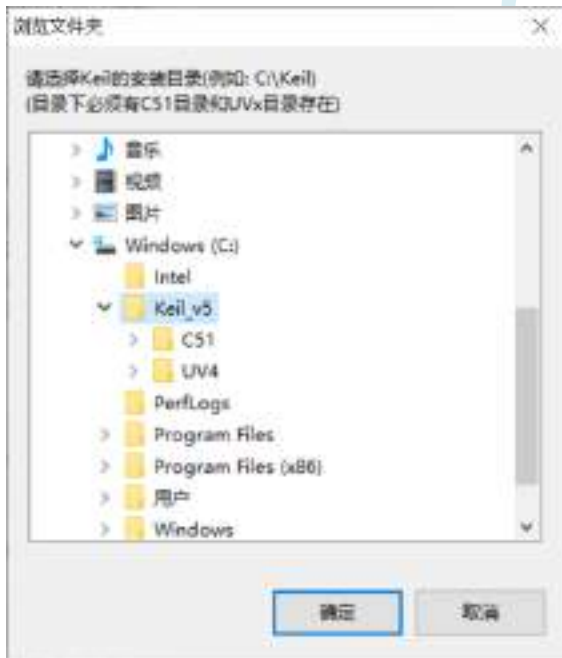 浏览文件夹
请选择Keil的安装目录(例如: C:\Keil)
(目录下必须有C51目录和UVx目录存在)
音乐
视频
图片
Windows (C:)
Intel
Keil_v5
C51
UV4
PerfLogs
Program Files
Program Files (x86)
用户
Windows
确定 取消